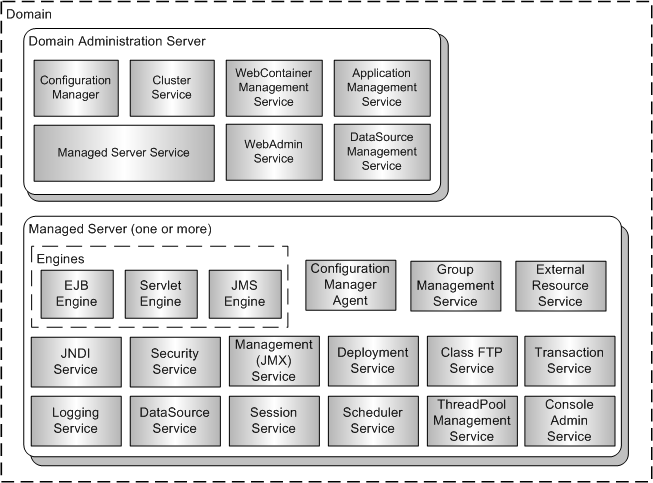 Domain
Domain Administration Server
Configuration
Manager
Cluster
Service
WebContainer
Management
Service
Application
Management
Service
Managed Server Service
WebAdmin
Service
DataSource
Management
Service
Managed Server (one or more)
Engines
EJB
Engine
Servlet
Engine
JMS
Engine
Configuration
Manager
Agent
Group
Management
Service
External
Resource
Service
JNDI
Service
Security
Service
Management
(JMX)
Service
Deployment
Service
Class FTP
Service
Transaction
Service
Logging
Service
DataSource
Service
Session
Service
Scheduler
Service
ThreadPool
Management
Service
Console
Admin
Service